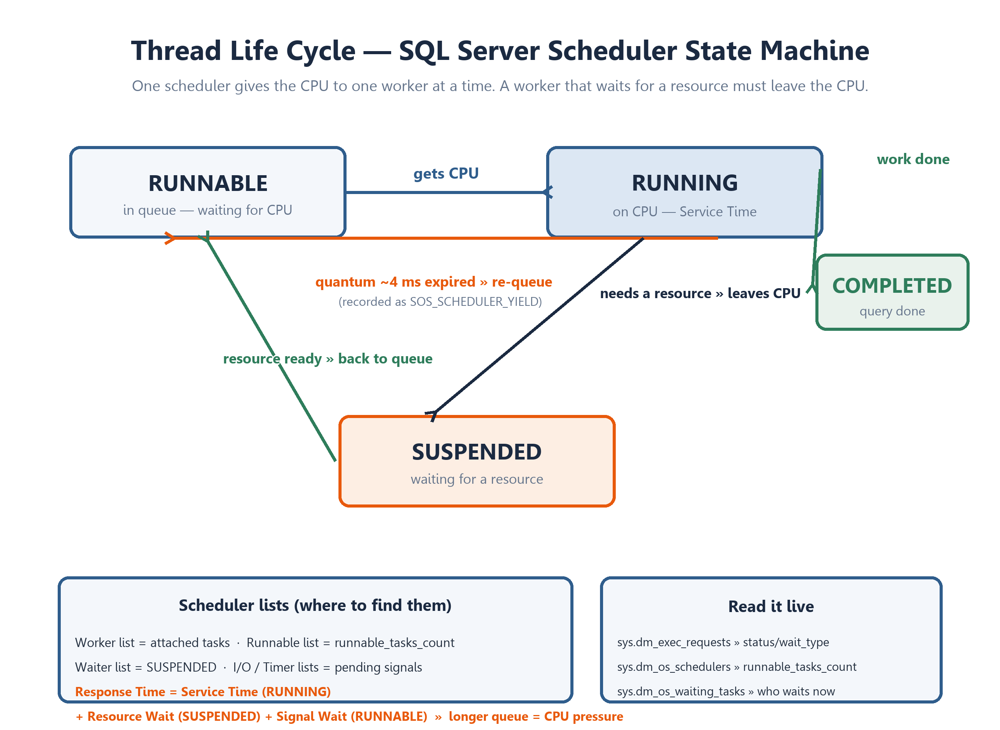 Thread Life Cycle — SQL Server Scheduler State Machine
One scheduler gives the CPU to one worker at a time. A worker that waits for a resource must leave the CPU.
RUNNABLE
in queue — waiting for CPU
gets CPU
RUNNING
on CPU — Service Time
work done
quantum ~4 ms expired » re-queue
(recorded as SOS_SCHEDULER_YIELD)
needs a resource » leaves CPU
COMPLETED
query done
resource ready » back to queue
SUSPENDED
waiting for a resource
Scheduler lists (where to find them)
Worker list = attached tasks · Runnable list = runnable_tasks_count
Waiter list = SUSPENDED · I/O / Timer lists = pending signals
Response Time = Service Time (RUNNING)
+ Resource Wait (SUSPENDED) + Signal Wait (RUNNABLE) » longer queue = CPU pressure
Read it live
sys.dm_exec_requests » status/wait_type
sys.dm_os_schedulers » runnable_tasks_count
sys.dm_os_waiting_tasks » who waits now